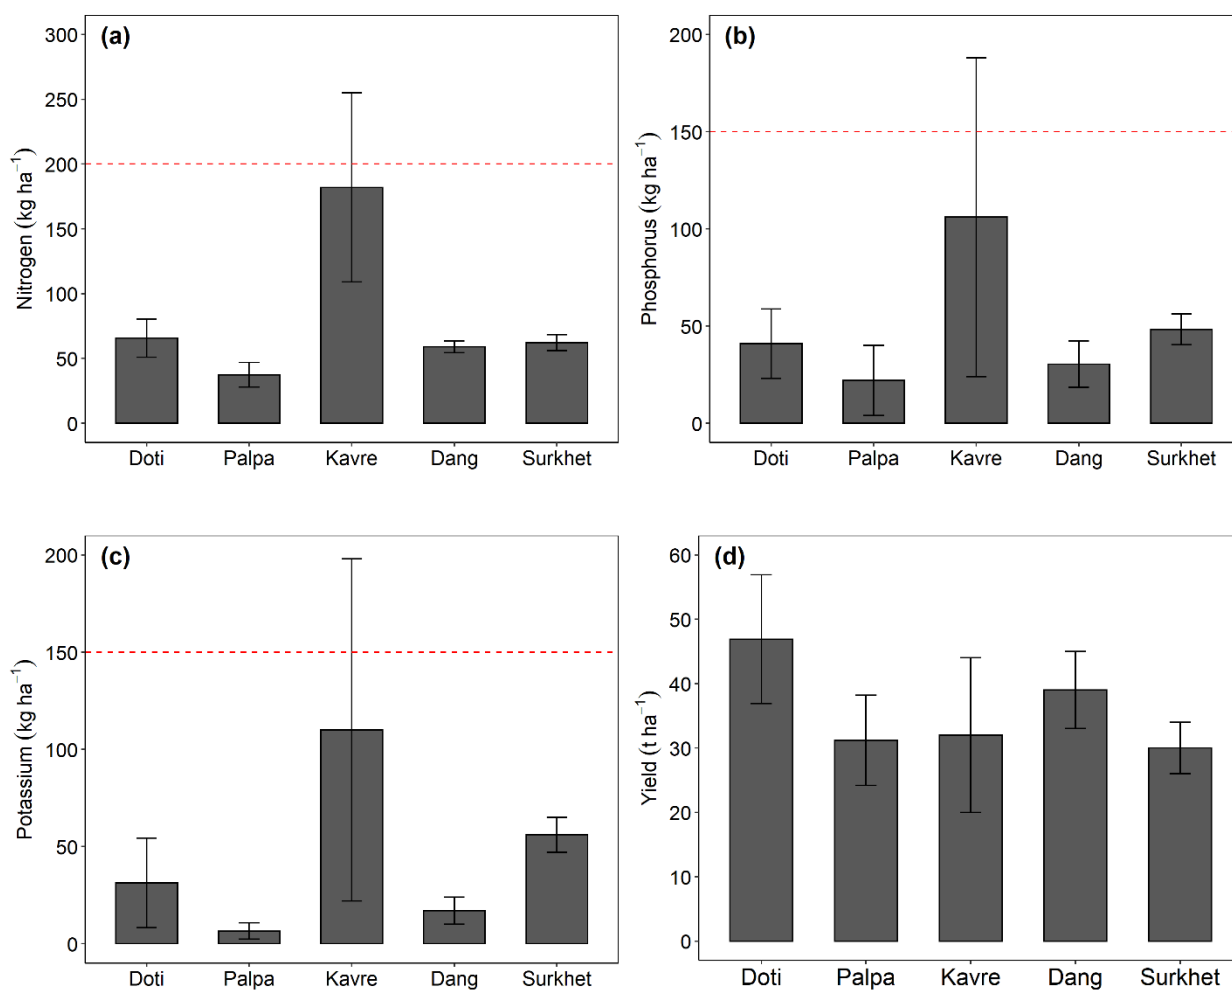 (a)
Nitrogen (kg ha⁻¹)
300
250
200
150
100
50
0
Doti Palpa Kavre Dang Surkhet
(b)
Phosphorus (kg ha⁻¹)
200
150
100
50
0
Doti Palpa Kavre Dang Surkhet
(c)
Potassium (kg ha⁻¹)
200
150
100
50
0
Doti Palpa Kavre Dang Surkhet
(d)
Yield (t ha⁻¹)
60
50
40
30
20
10
0
Doti Palpa Kavre Dang Surkhet